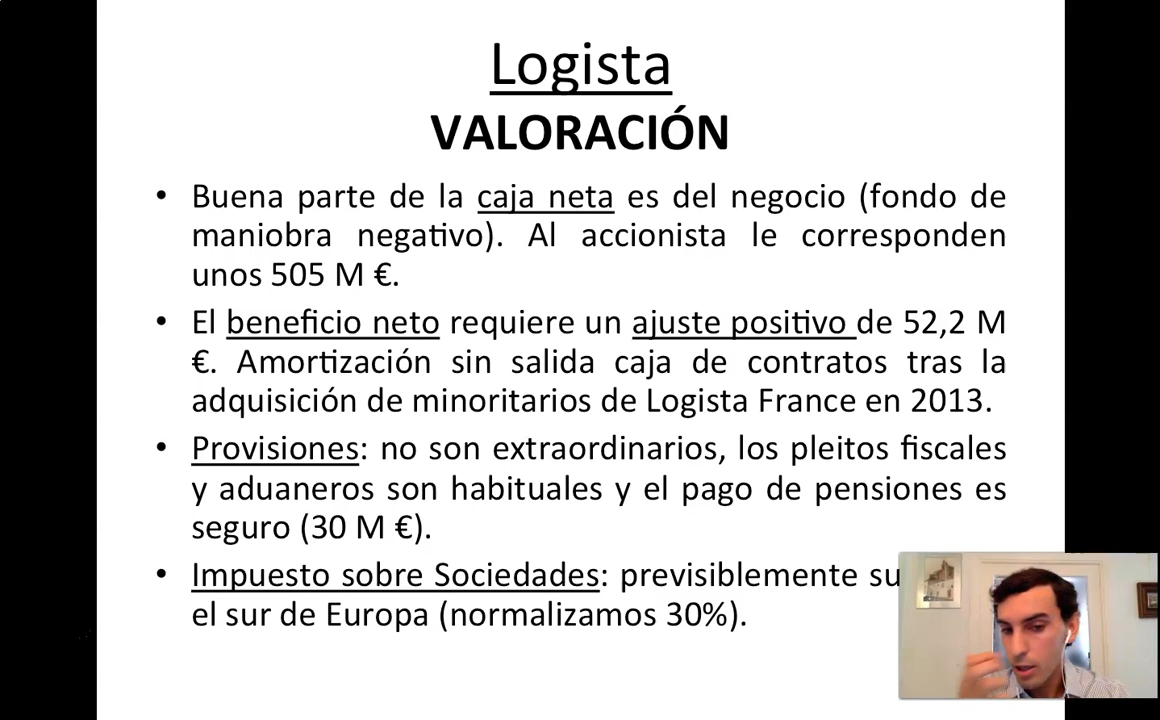 Logista
VALORACIÓN
• Buena parte de la caja neta es del negocio (fondo de
maniobra negativo). Al accionista le corresponden
unos 505 M €.
• El beneficio neto requiere un ajuste positivo de 52,2 M
€. Amortización sin salida caja de contratos tras la
adquisición de minoritarios de Logista France en 2013.
• Provisiones: no son extraordinarios, los pleitos fiscales
y aduaneros son habituales y el pago de pensiones es
seguro (30 M €).
• Impuesto sobre Sociedades: previsiblemente su
el sur de Europa (normalizamos 30%).